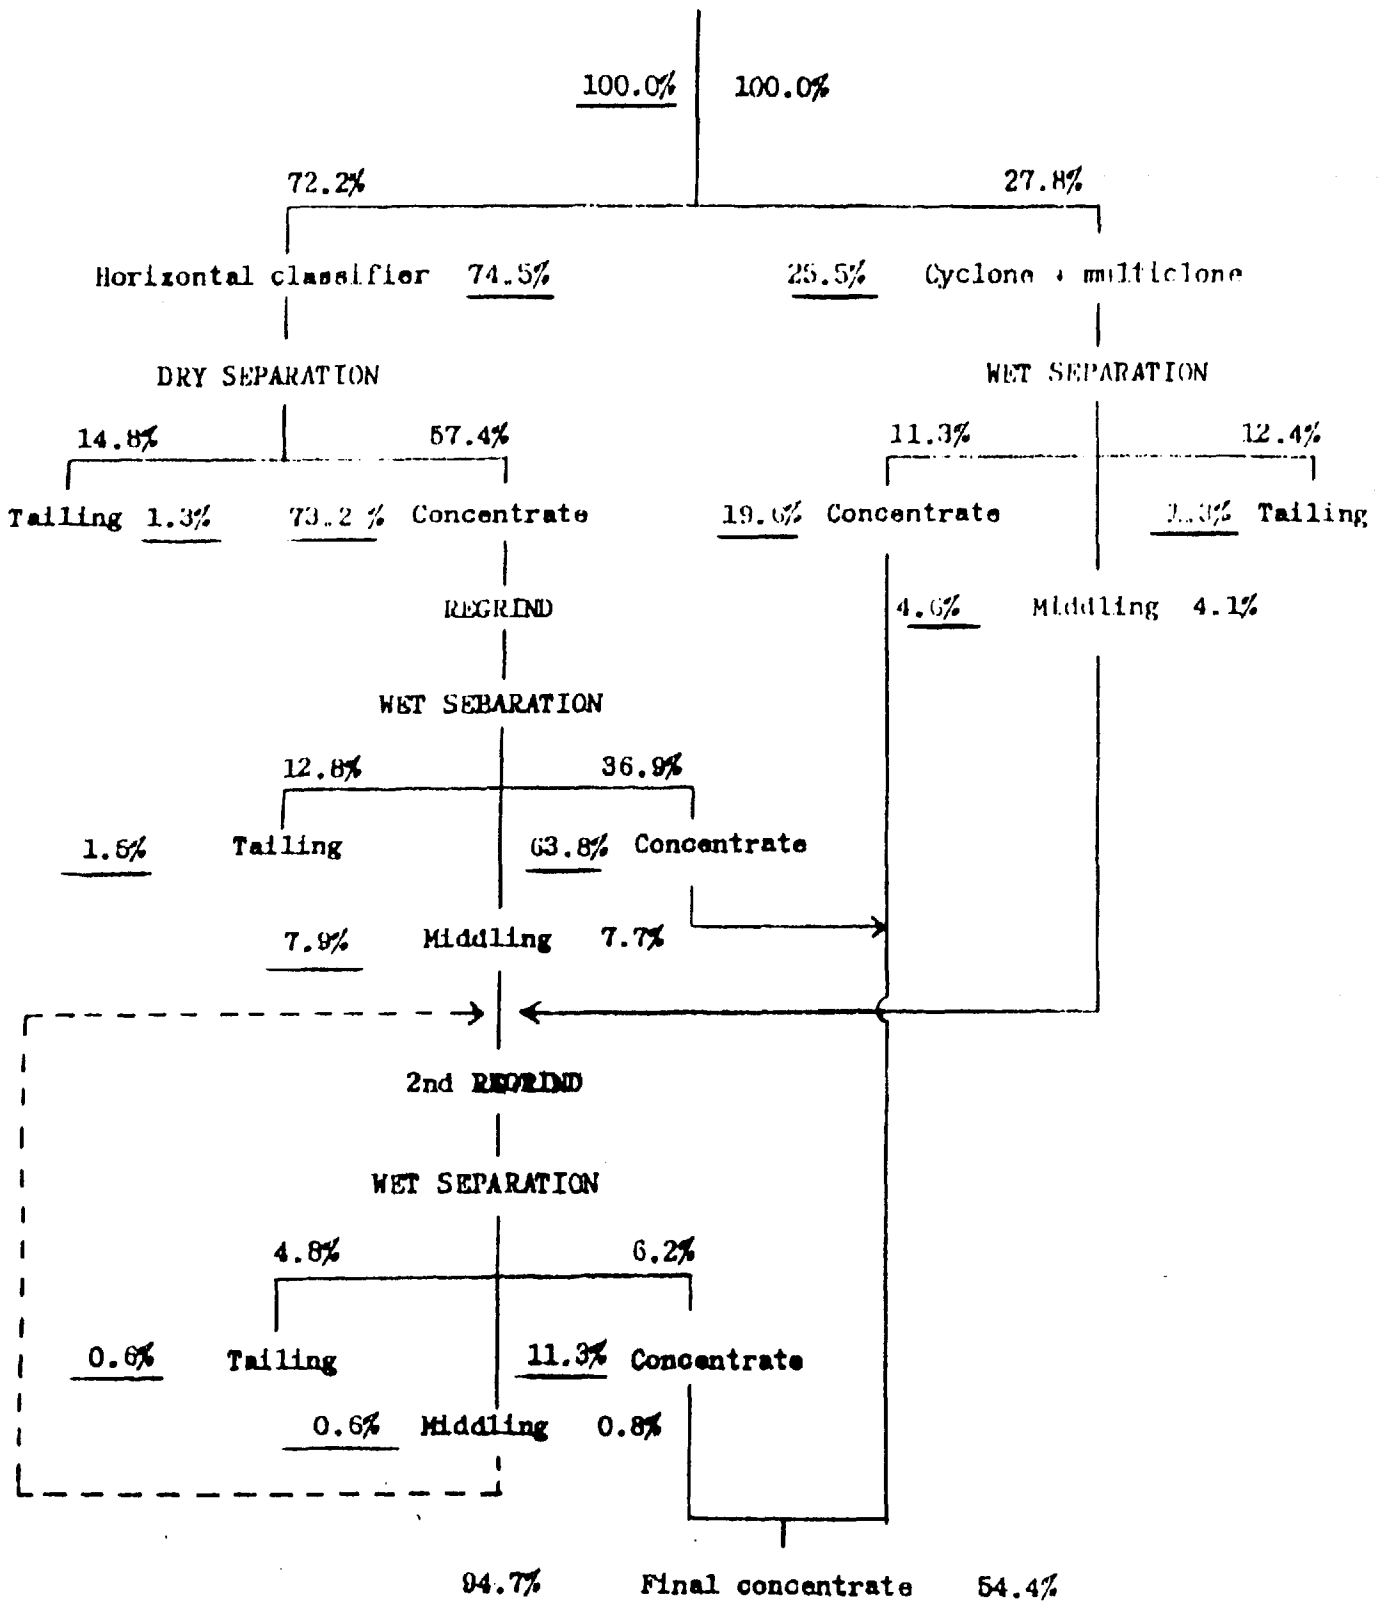 100.0% 100.0%
72.2% 27.8%
Horizontal classifier 74.5% 25.5% Cyclone + multiclone
DRY SEPARATION WET SEPARATION
14.8% 57.4% 11.3% 12.4%
Tailing 1.3% 73.2 % Concentrate 19.6% Concentrate Tailing
REGRIND 4.6% Middling 4.1%
WET SEBARATION
12.8% 36.9%
1.5% Tailing 63.8% Concentrate
7.9% Middling 7.7%
2nd REGRIND
WET SEPARATION
4.8% 6.2%
0.6% Tailing 11.3% Concentrate
0.6% Middling 0.8%
94.7% Final concentrate 54.4%